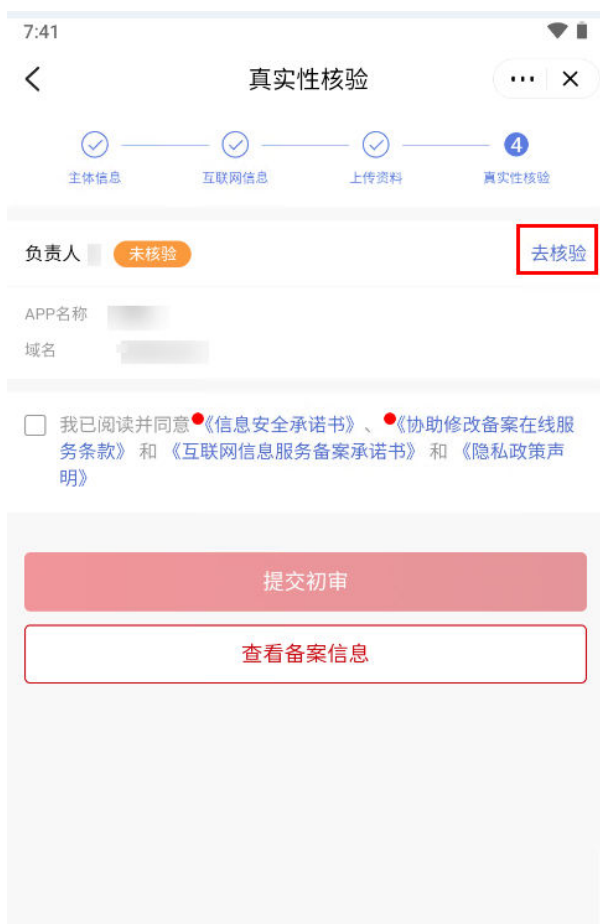 7:41
真实性核验
4
主体信息 互联网信息 上传资料 真实性核验
负责人 未核验 去核验
APP名称
域名
我已阅读并同意《信息安全承诺书》、《协助修改备案在线服
务条款》和《互联网信息服务备案承诺书》和《隐私政策声
明》
提交初审
查看备案信息